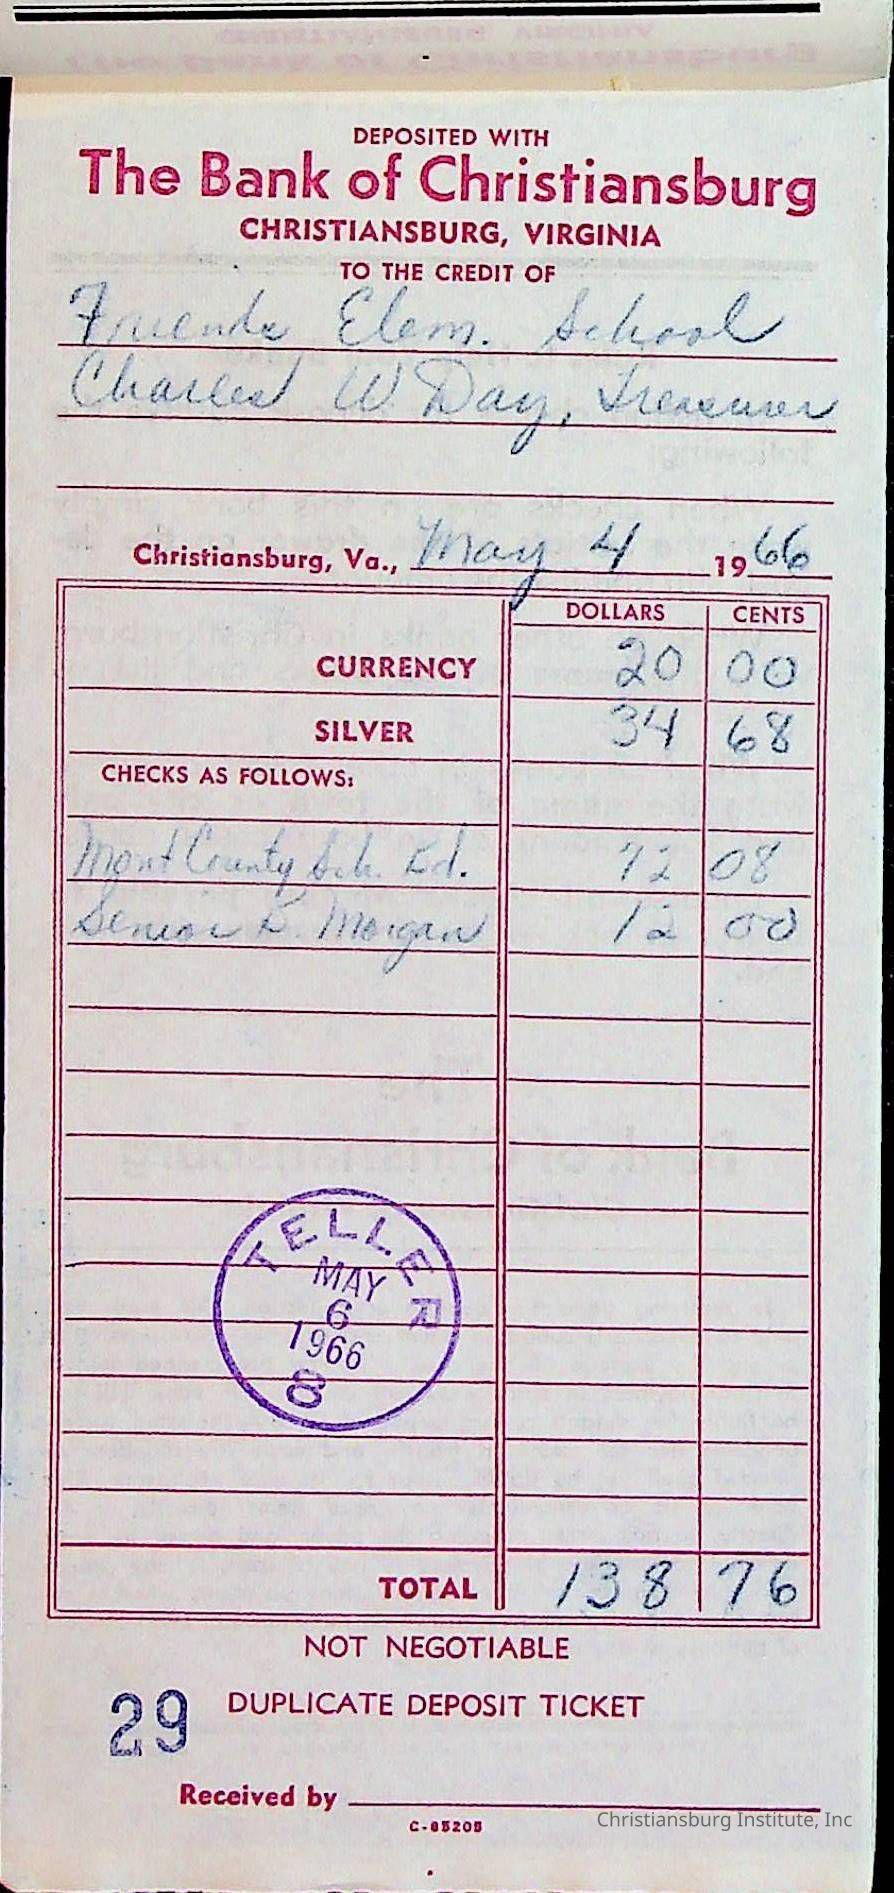 DEPOSITED WITH
The Bank of Christiansburg
CHRISTIANSBURG, VIRGINIA
TO THE CREDIT OF
Friends Elem. School
Charles W. Day, Treasurer
Christiansburg, Va., May 4 1966
DOLLARS CENTS
CURRENCY 20 00
SILVER 34 68
CHECKS AS FOLLOWS:
Mont County Sch. Bd. 72 08
Morgan 12 00
TELLER
MAY
6
1966
8
TOTAL 138 76
NOT NEGOTIABLE
29 DUPLICATE DEPOSIT TICKET
Received by
C-85205
Christiansburg Institute, Inc